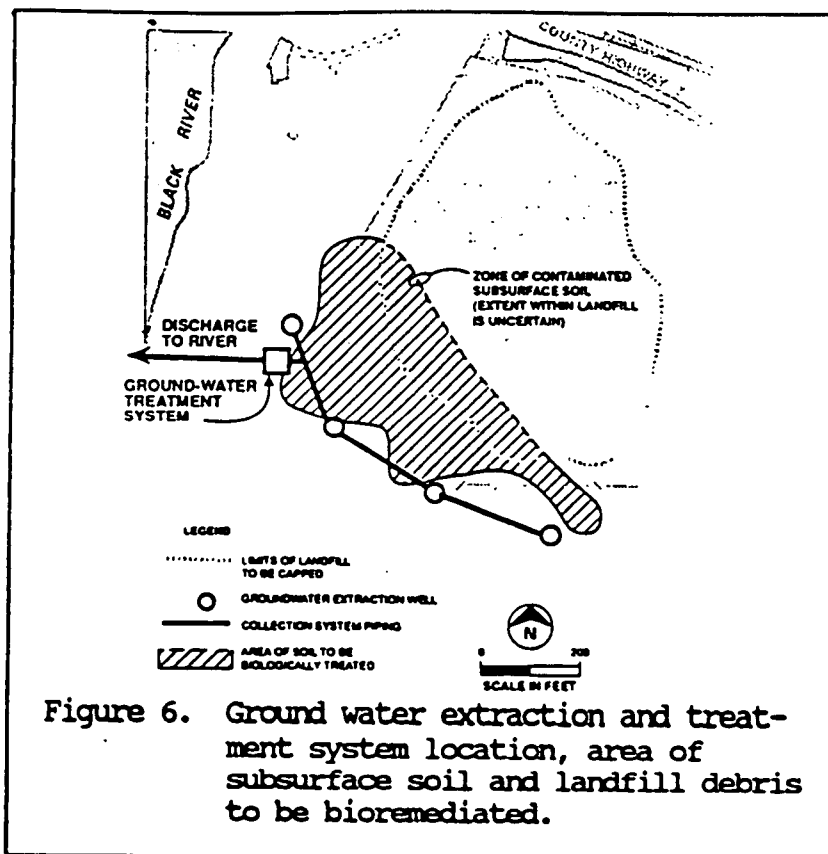 COUNTY HIGHWAY
BLACK RIVER
ZONE OF CONTAMINATED
SUBSURFACE SOIL
(EXTENT WITHIN LANDFILL
IS UNCERTAIN)
DISCHARGE
TO RIVER
GROUND-WATER
TREATMENT
SYSTEM
LEGEND
LIMITS OF LANDFILL
TO BE CAPPED
GROUNDWATER EXTRACTION WELL
COLLECTION SYSTEM PIPING
AREA OF SOIL TO BE
BIOLOGICALLY TREATED
N
0 200
SCALE IN FEET
Figure 6. Ground water extraction and treat-
ment system location, area of
subsurface soil and landfill debris
to be bioremediated.